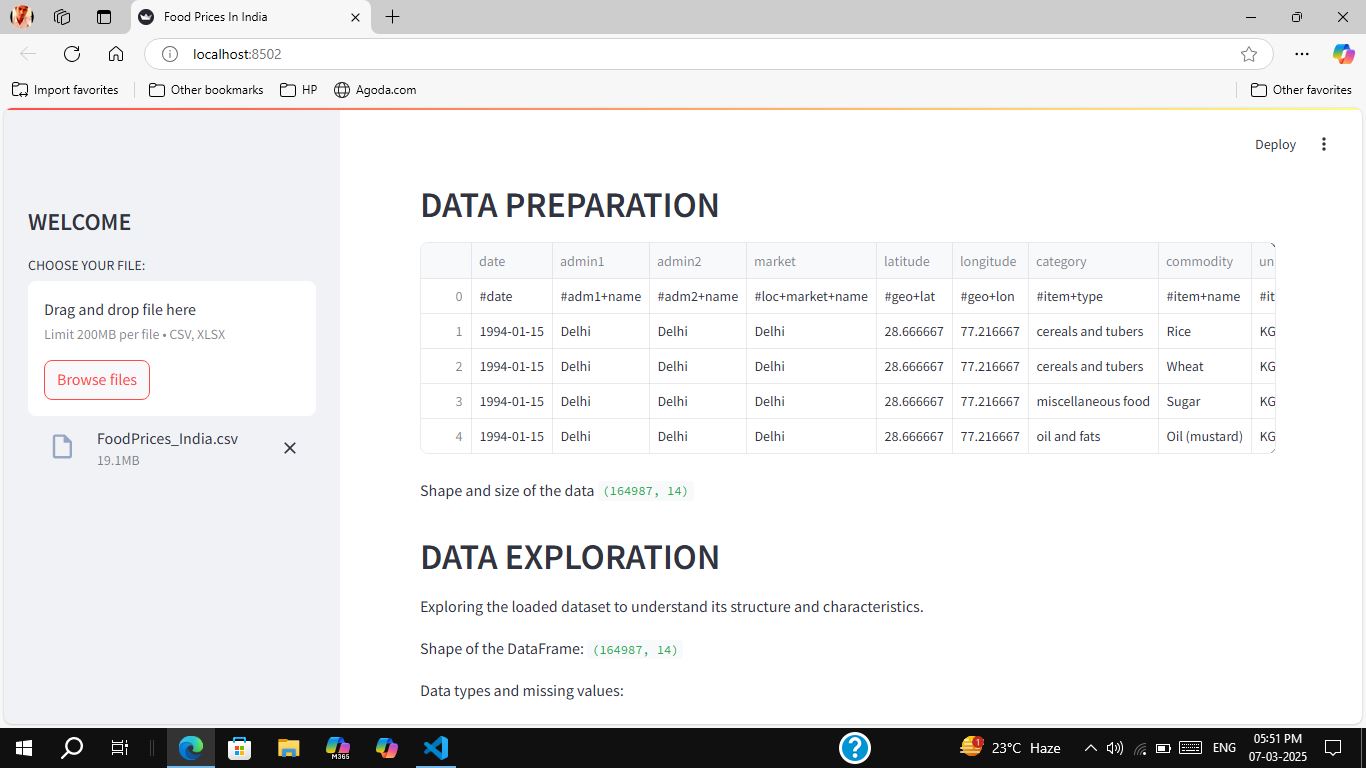 Food Prices In India
localhost:8502
Import favorites
Other bookmarks
HP
Agoda.com
Other favorites
Deploy
WELCOME
CHOOSE YOUR FILE:
Drag and drop file here
Limit 200MB per file • CSV, XLSX
Browse files
FoodPrices_India.csv
19.1MB
DATA PREPARATION
date admin1 admin2 market latitude longitude category commodity un
0 #date #adm1+name #adm2+name #loc+market+name #geo+lat #geo+lon #item+type #item+name #it
1 1994-01-15 Delhi Delhi Delhi 28.666667 77.216667 cereals and tubers Rice KG
2 1994-01-15 Delhi Delhi Delhi 28.666667 77.216667 cereals and tubers Wheat KG
3 1994-01-15 Delhi Delhi Delhi 28.666667 77.216667 miscellaneous food Sugar KG
4 1994-01-15 Delhi Delhi Delhi 28.666667 77.216667 oil and fats Oil (mustard) KG
Shape and size of the data (164987, 14)
DATA EXPLORATION
Exploring the loaded dataset to understand its structure and characteristics.
Shape of the DataFrame: (164987, 14)
Data types and missing values:
M365
1
23°C Haze
ENG
05:51 PM
07-03-2025